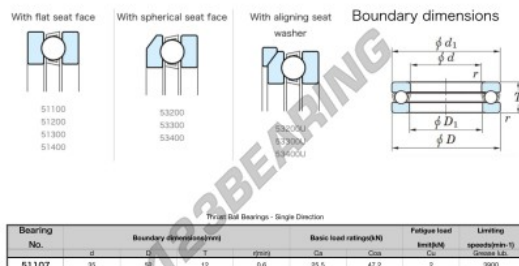 With flat seat face
With spherical seat face
With aligning seat
washer
Boundary dimensions
51100
51200
51300
51400
53200
53300
53400
53200U
53300U
53400U
φ d₁
φ d
r
T
r
φ D₁
φ D
123BEARING
Thrust Ball Bearings - Single Direction
Bearing
No.
Boundary dimensions(mm)
Basic load ratings(kN)
Fatigue load
limit(kN)
Limiting
speeds(min-1)
d D T r(min) Ca Coa Cu Grease lub.
51107 35 52 12 0.6 25.5 47.2 2 3900